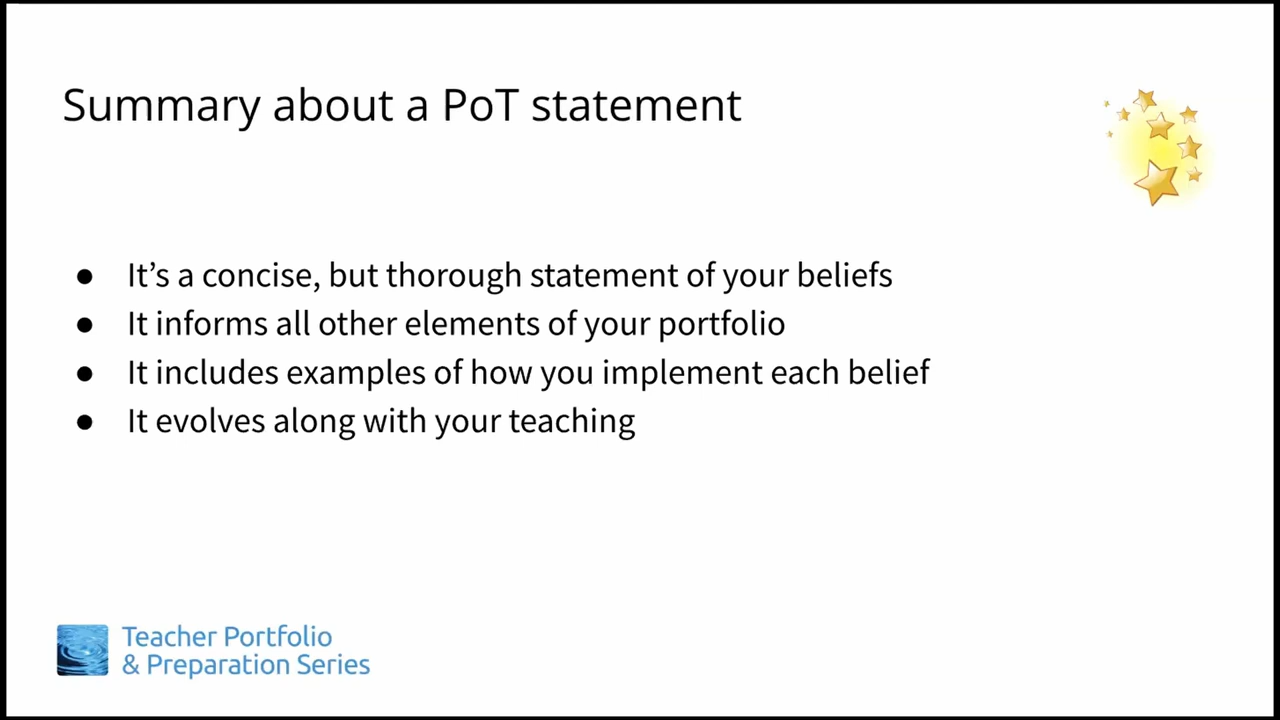 Summary about a PoT statement
● It’s a concise, but thorough statement of your beliefs
● It informs all other elements of your portfolio
● It includes examples of how you implement each belief
● It evolves along with your teaching
Teacher Portfolio
& Preparation Series